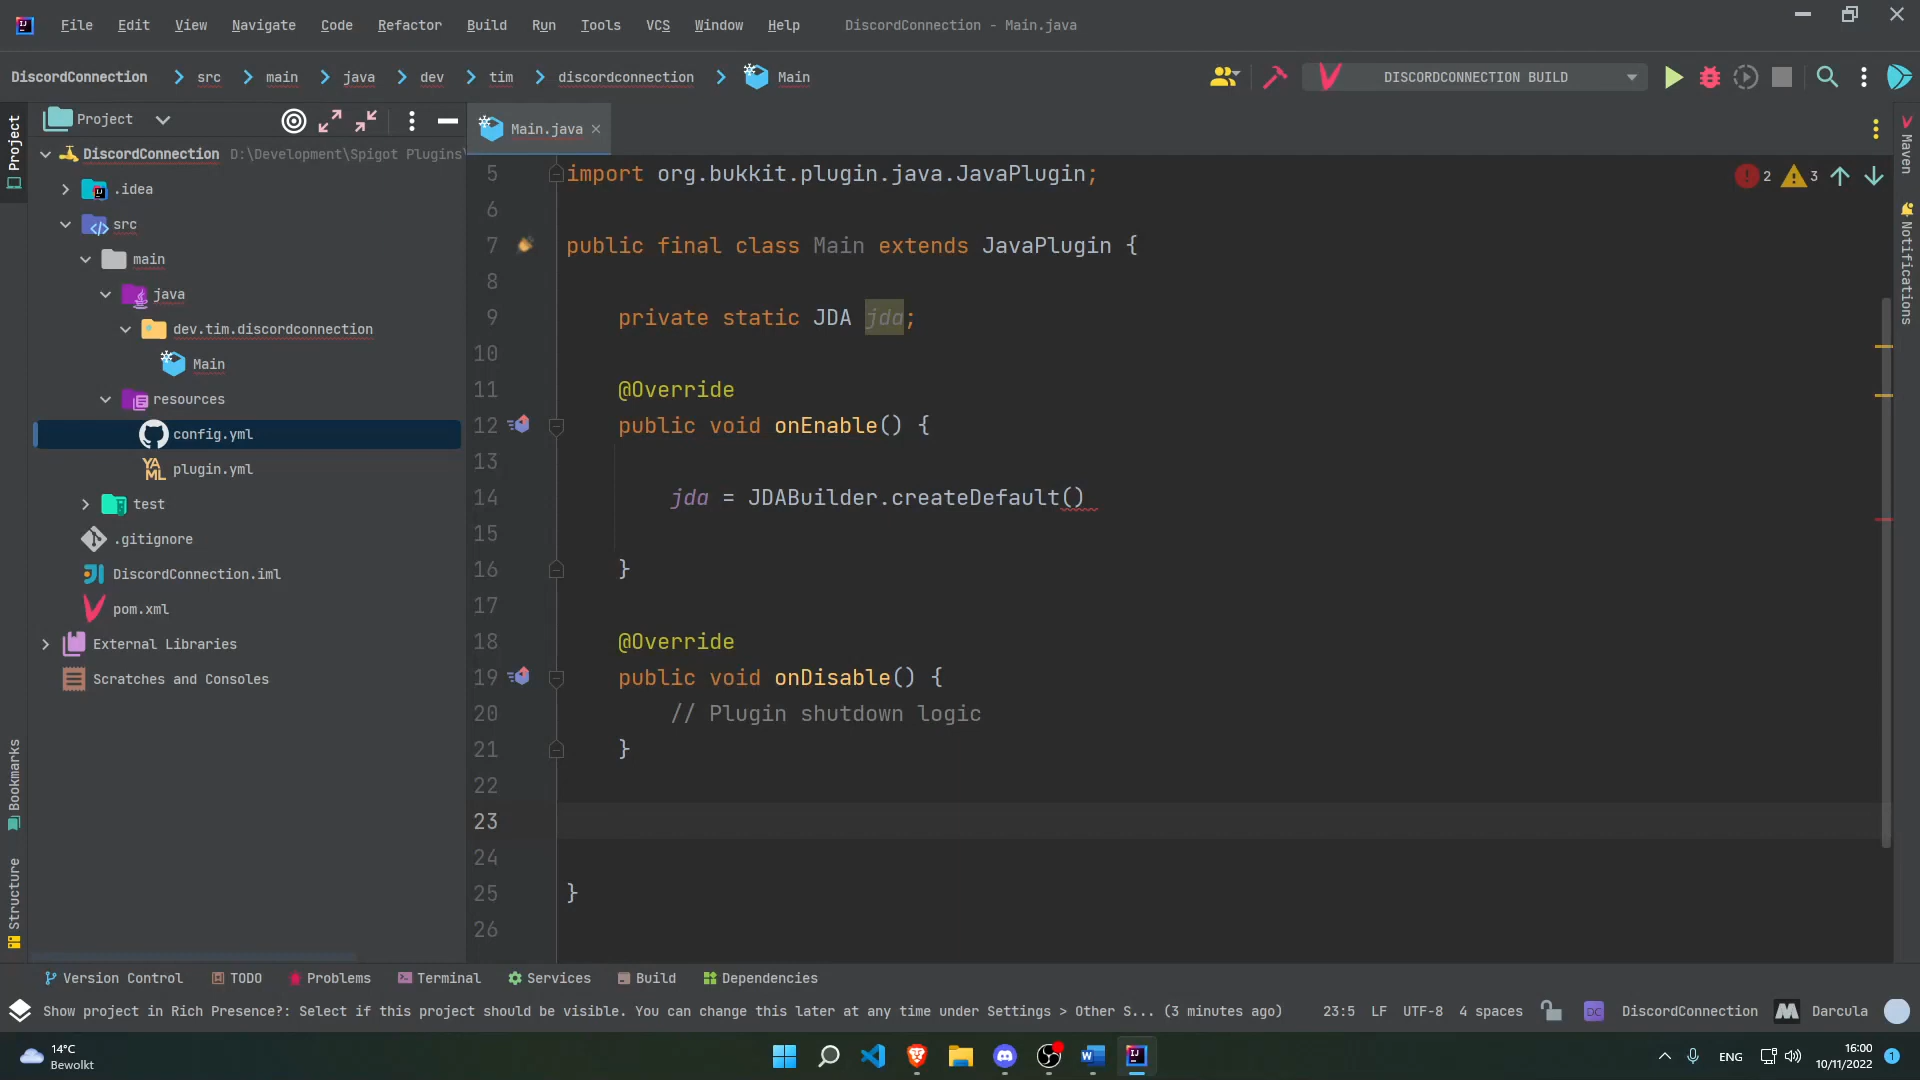 File Edit View Navigate Code Refactor Build Run Tools VCS Window Help DiscordConnection - Main.java
DiscordConnection src main java dev tim discordconnection Main DISCORDCONNECTION BUILD
Project
Main.java
DiscordConnection D:\Development\Spigot Plugins\
.idea
src
main
java
dev.tim.discordconnection
Main
resources
config.yml
plugin.yml
test
.gitignore
DiscordConnection.iml
pom.xml
External Libraries
Scratches and Consoles
Project
Bookmarks
Structure
2 3
5 import org.bukkit.plugin.java.JavaPlugin;
6
7 public final class Main extends JavaPlugin {
8
9 private static JDA jda;
10
11 @Override
12 public void onEnable() {
13
14 jda = JDABuilder.createDefault()
15
16 }
17
18 @Override
19 public void onDisable() {
20 // Plugin shutdown logic
21 }
22
23
24
25 }
26
Maven
Notifications
Version Control TODO Problems Terminal Services Build Dependencies
Show project in Rich Presence?: Select if this project should be visible. You can change this later at any time under Settings > Other S... (3 minutes ago) 23:5 LF UTF-8 4 spaces DC DiscordConnection Darcula
14°C
Bewolkt
ENG
16:00
10/11/2022
1